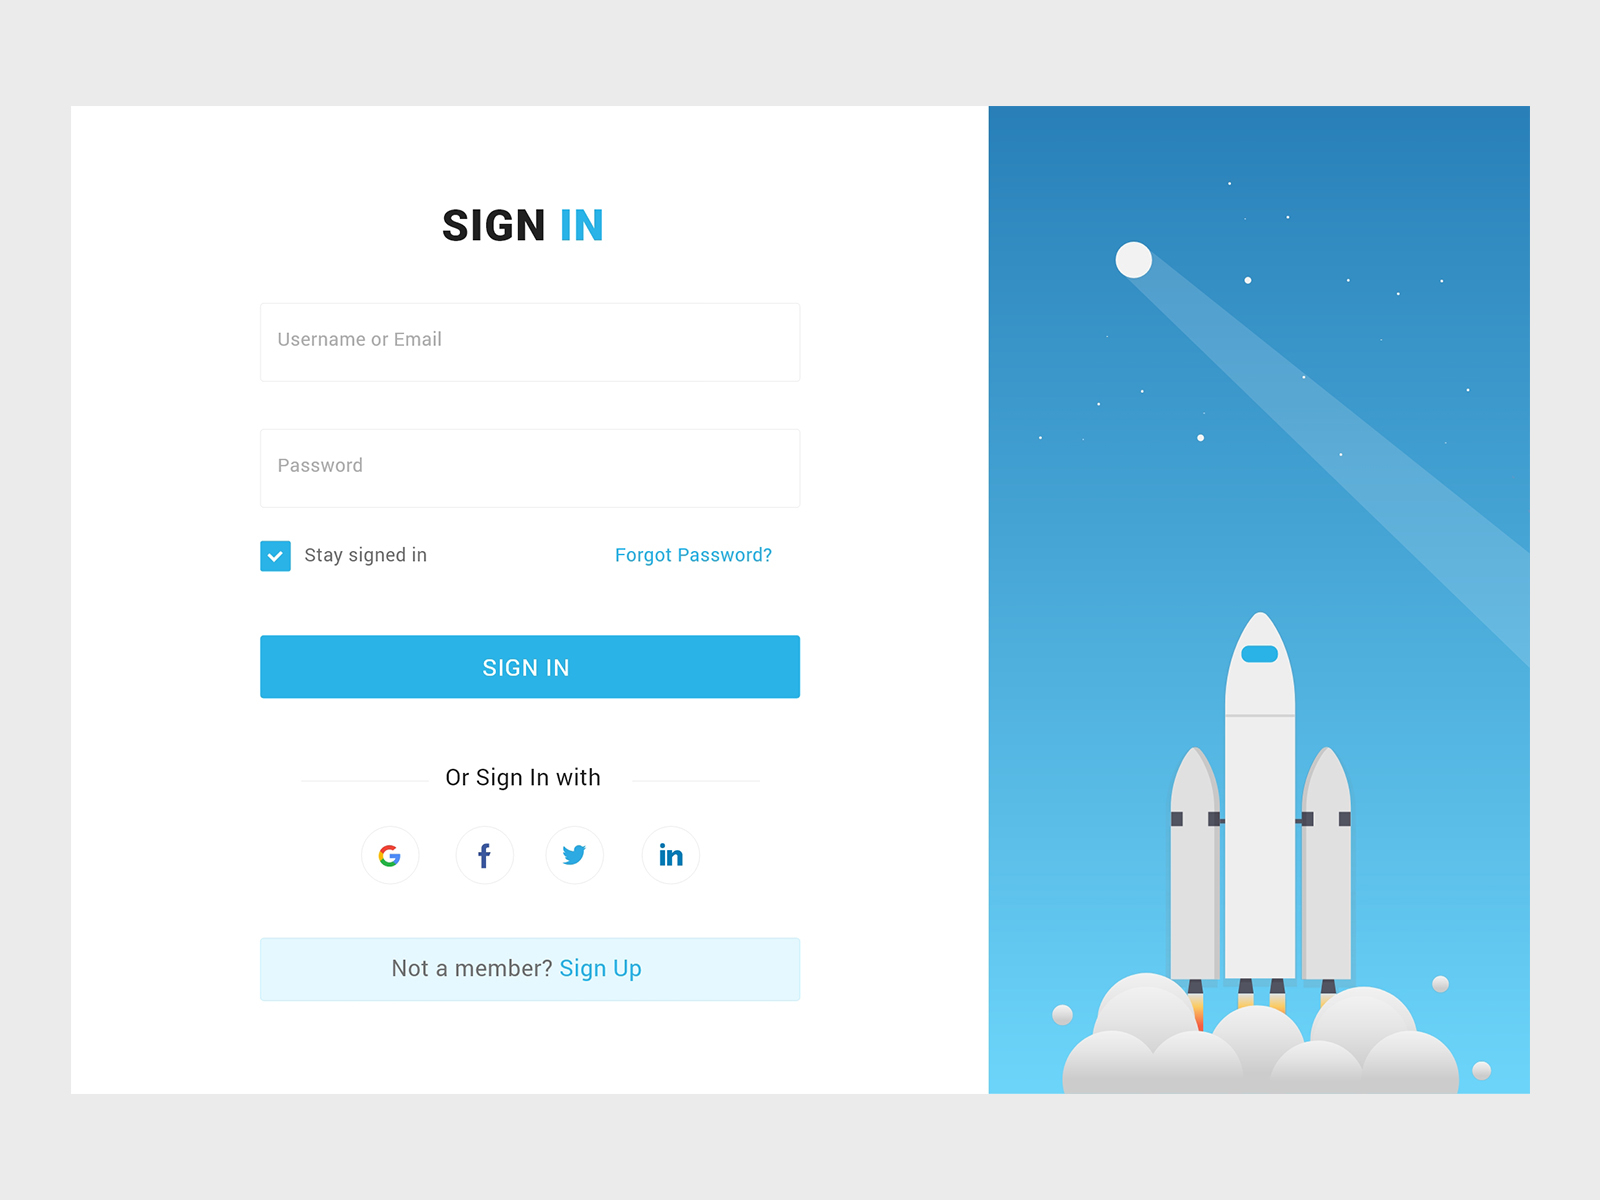 SIGN IN
Username or Email
Password
Stay signed in
Forgot Password?
SIGN IN
Or Sign In with
Not a member? Sign Up